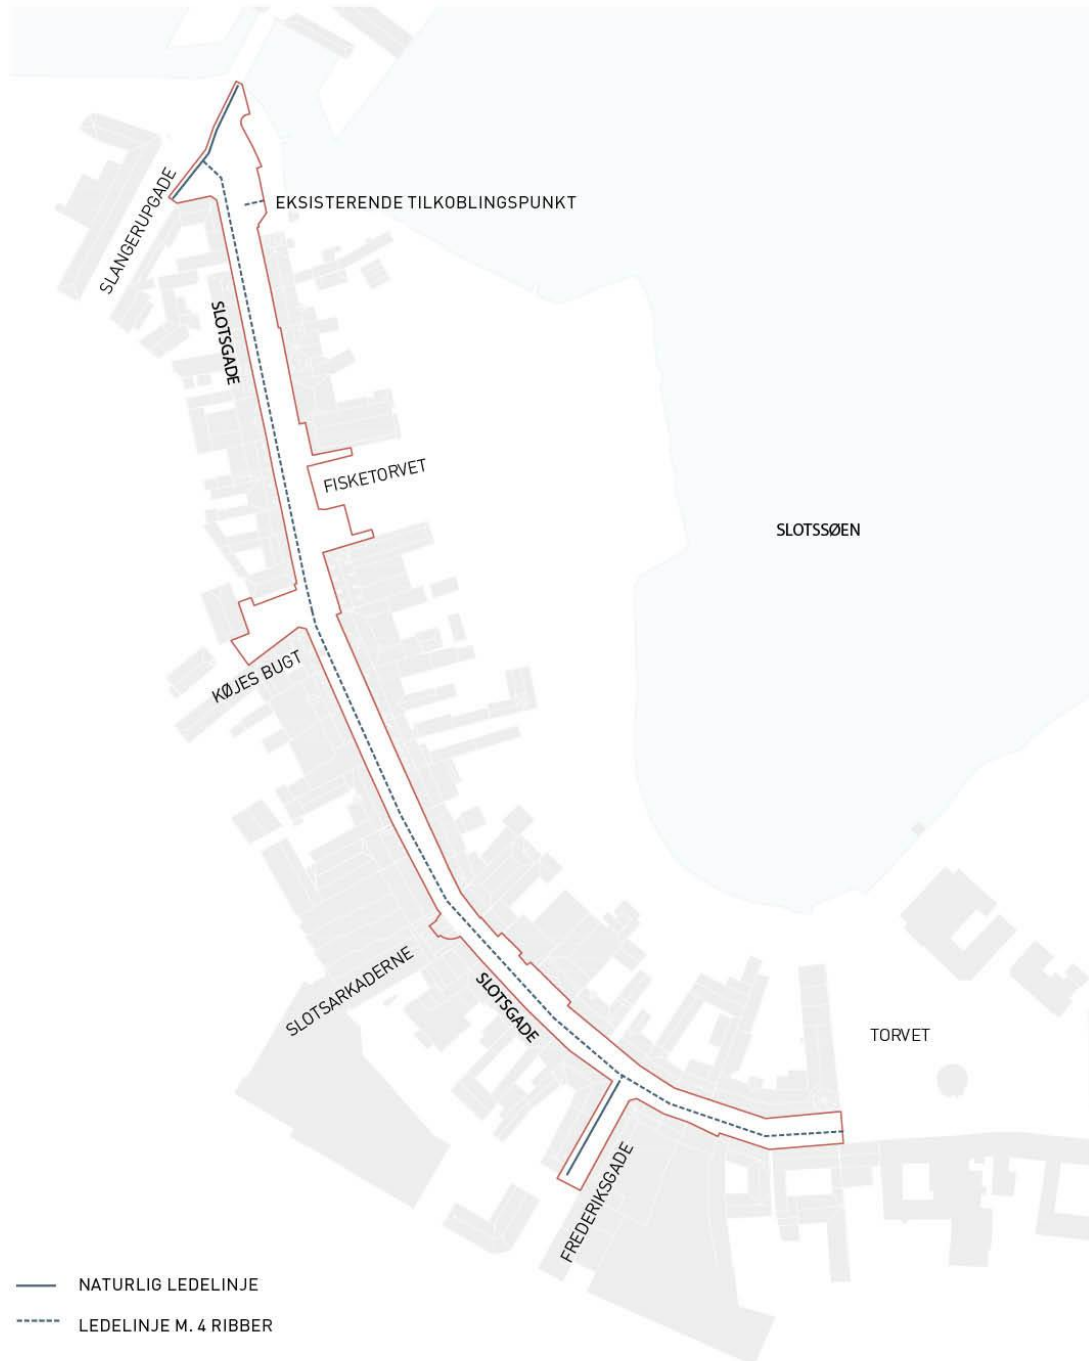 EKSISTERENDE TILKOBLINGSPUNKT
SLANGERUPGADE
SLOTSGADE
FISKETORVET
SLOTSSØEN
KØJES BUGT
SLOTSARKADERNE
SLOTSGADE
TORVET
FREDERIKSGADE
NATURLIG LEDELINJE
LEDELINJE M. 4 RIBBER